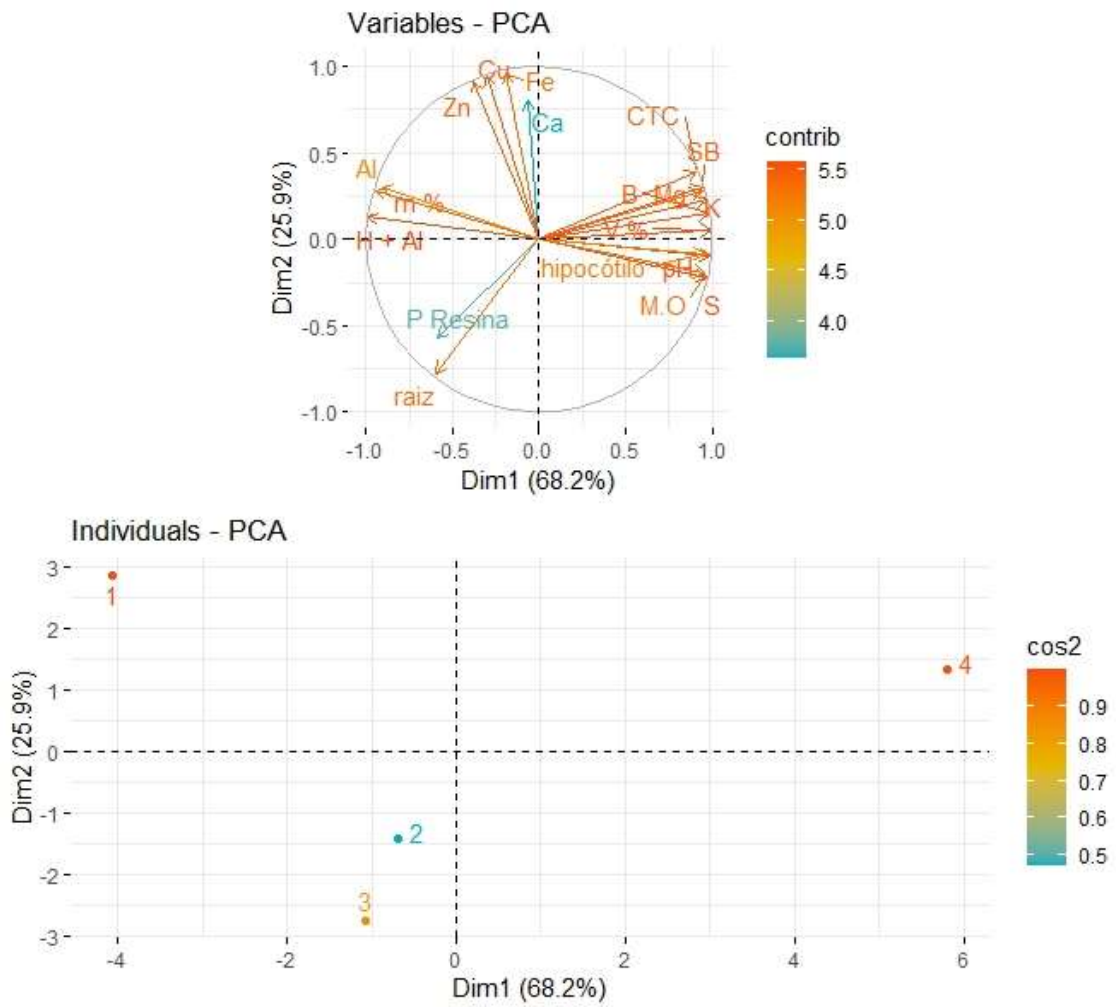 Variables - PCA
Cu
Fe
Zn
Ca
CTC
SB
Al
m %
B
Mg
K
V %
H + Al
hipocótilo
pH
M.O
S
P Resina
raiz
1.0
0.5
0.0
-0.5
-1.0
Dim2 (25.9%)
-1.0 -0.5 0.0 0.5 1.0
Dim1 (68.2%)
contrib
5.5
5.0
4.5
4.0
Individuals - PCA
1
4
2
3
3
2
1
0
-1
-2
-3
Dim2 (25.9%)
-4 -2 0 2 4 6
Dim1 (68.2%)
cos2
0.9
0.8
0.7
0.6
0.5